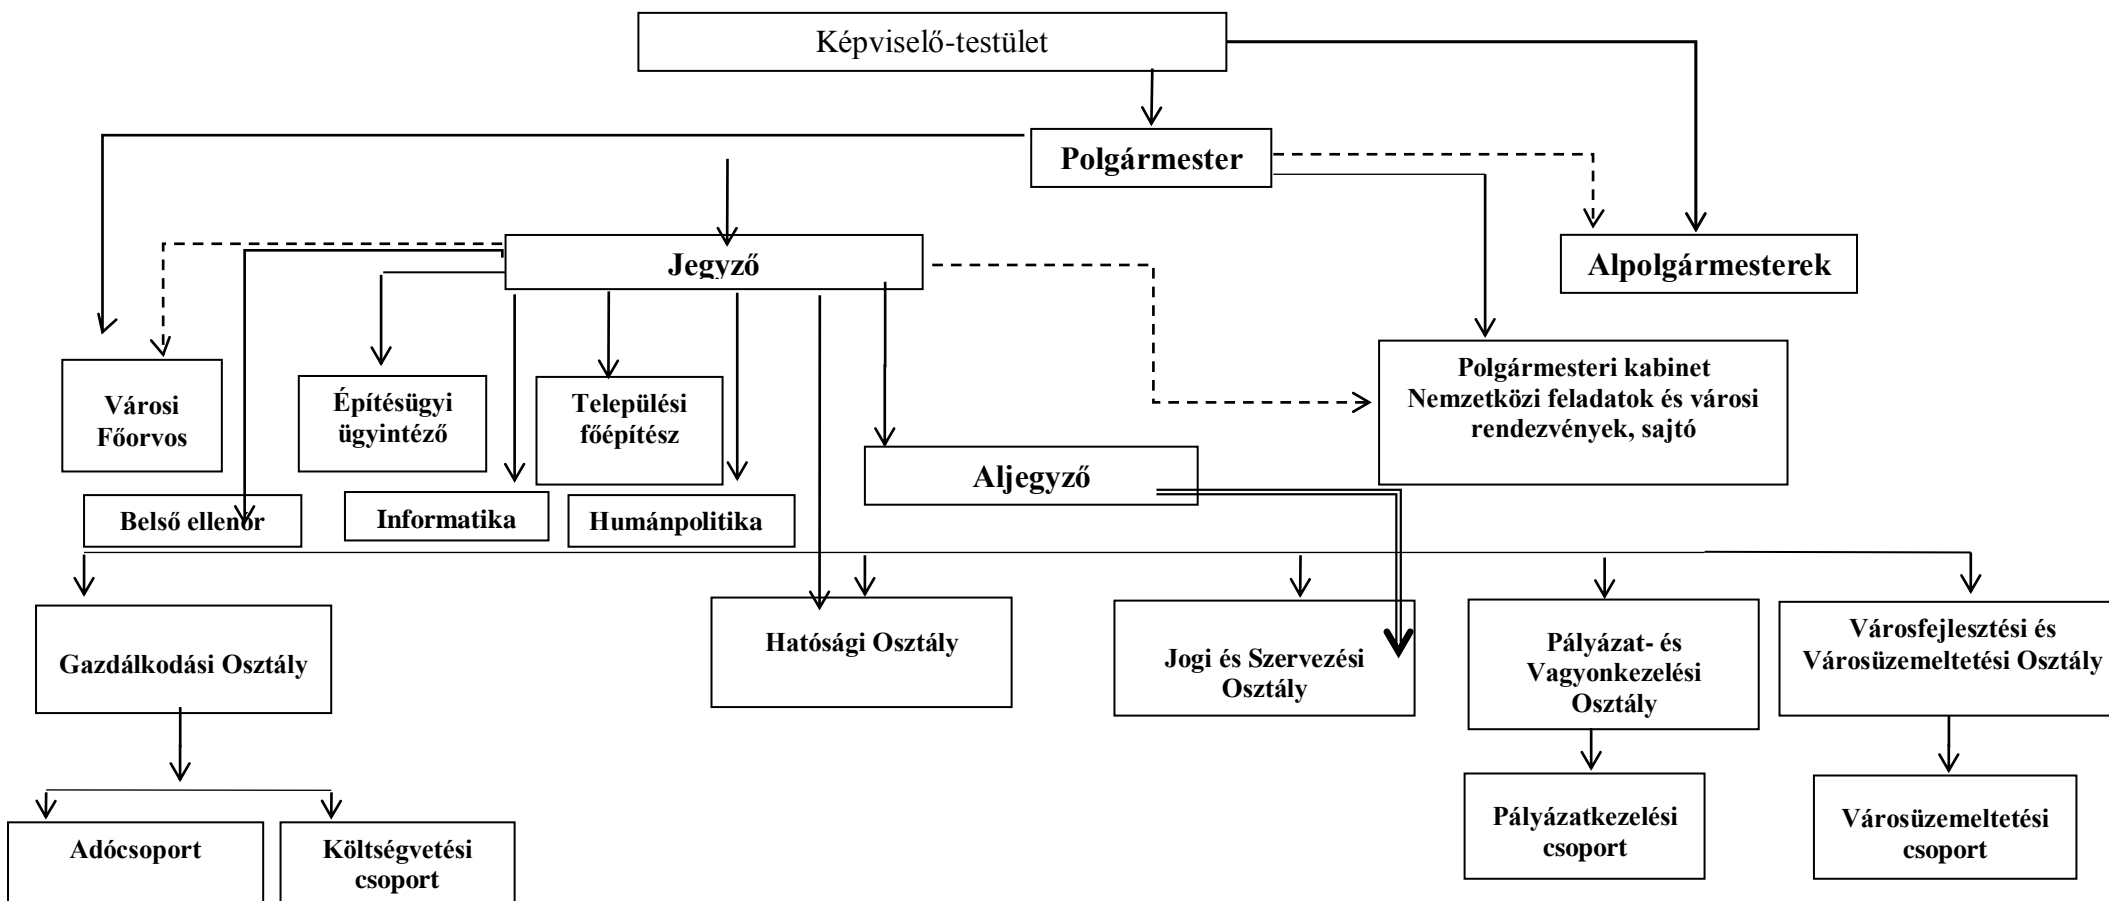 Képviselő-testület
Polgármester
Jegyző
Alpolgármesterek
Városi
Főorvos
Építésügyi
ügyintéző
Települési
főépítész
Polgármesteri kabinet
Nemzetközi feladatok és városi
rendezvények, sajtó
Aljegyző
Belső ellenőr
Informatika
Humánpolitika
Gazdálkodási Osztály
Hatósági Osztály
Jogi és Szervezési
Osztály
Pályázat- és
Vagyonkezelési
Osztály
Városfejlesztési és
Városüzemeltetési Osztály
Adócsoport
Költségvetési
csoport
Pályázatkezelési
csoport
Városüzemeltetési
csoport